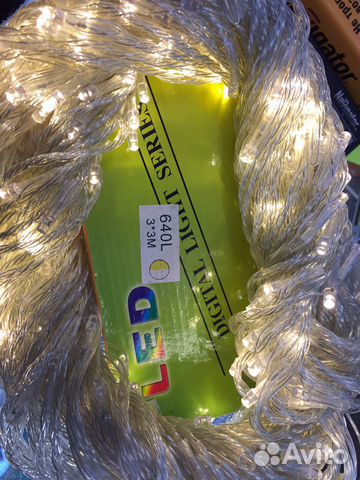 DIGITAL LIGHT SERIES
640L
3*3M
LED
Avito